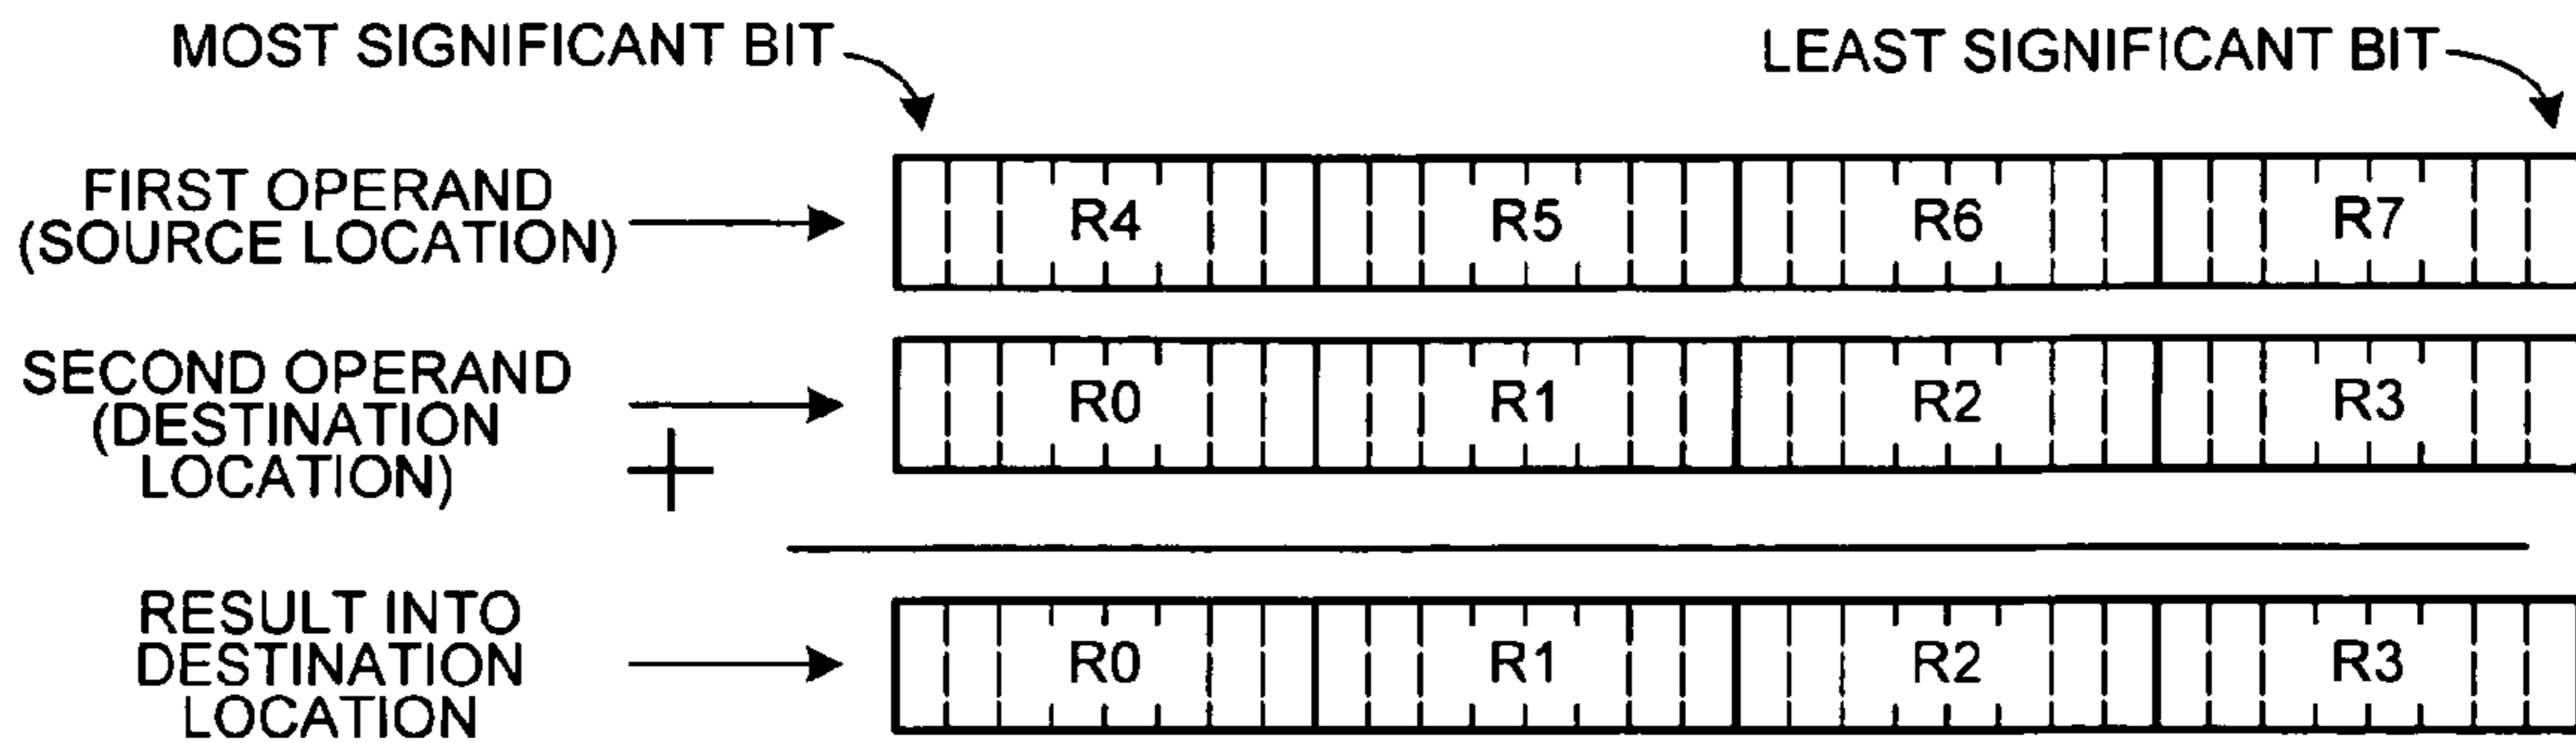 MOST SIGNIFICANT BIT
LEAST SIGNIFICANT BIT
FIRST OPERAND
(SOURCE LOCATION)
R4 R5 R6 R7
SECOND OPERAND
(DESTINATION
LOCATION)
+
R0 R1 R2 R3
RESULT INTO
DESTINATION
LOCATION
R0 R1 R2 R3